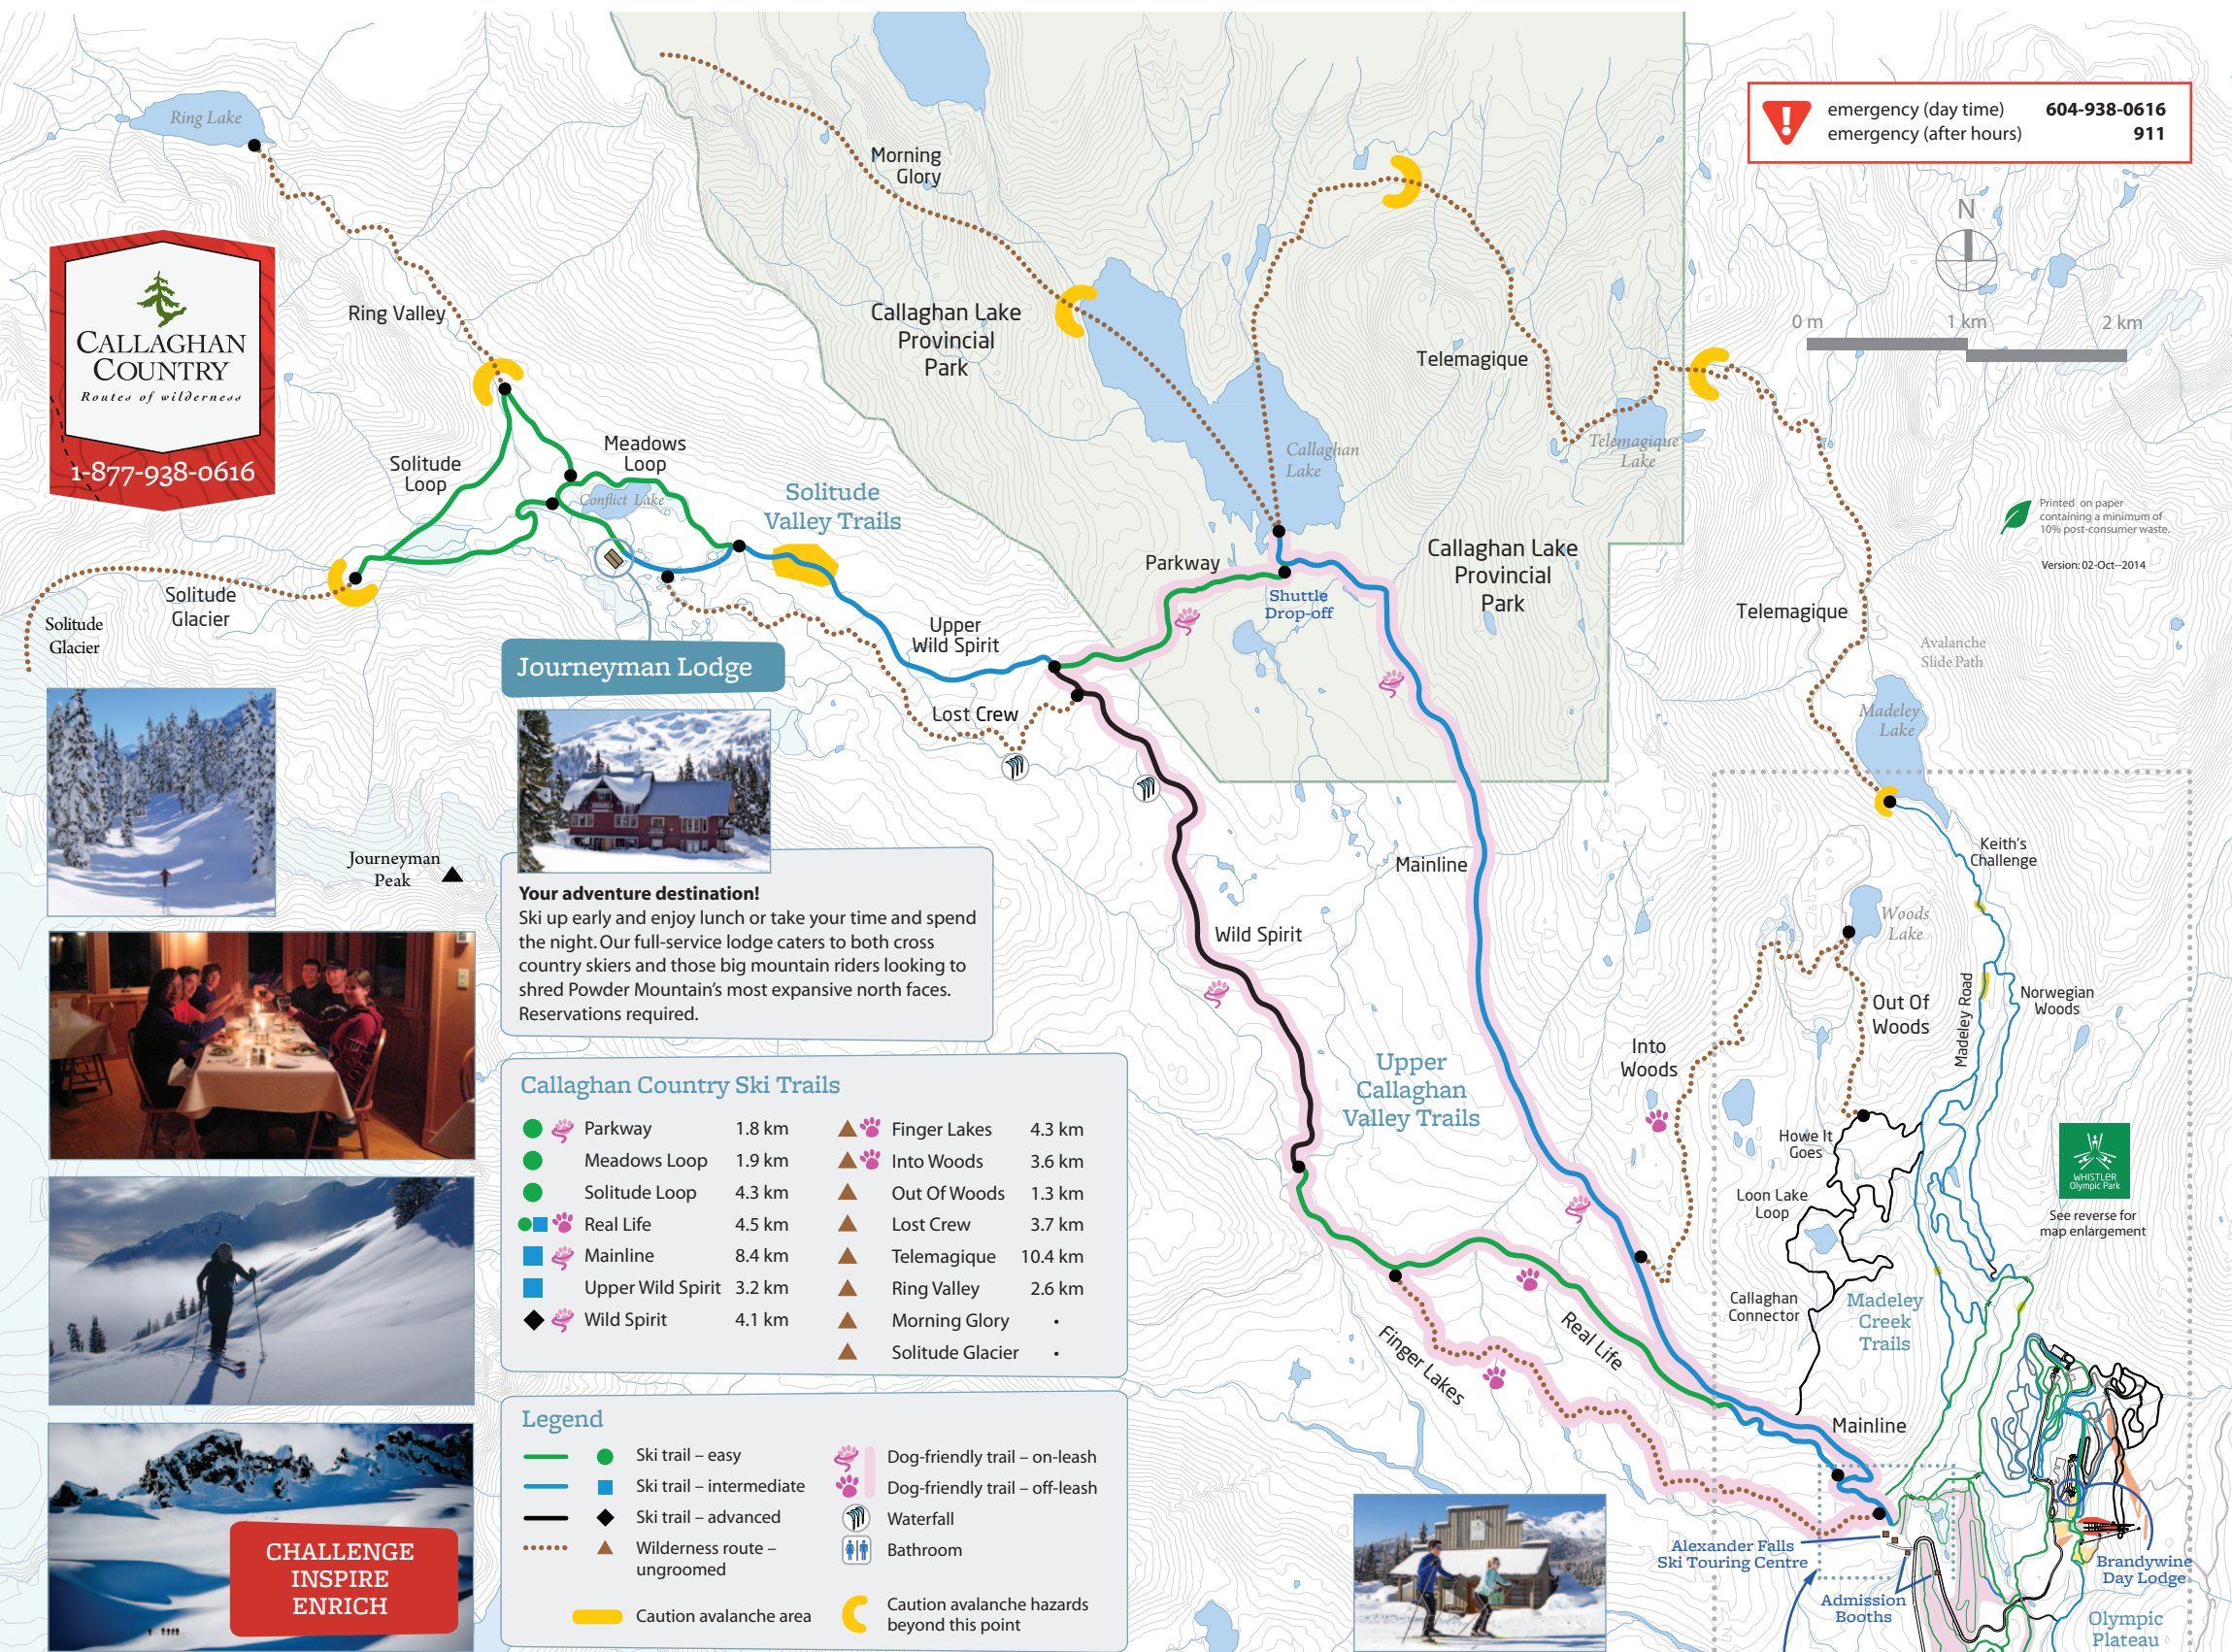 Ring Lake
Morning
Glory
emergency (day time) 604-938-0616
emergency (after hours) 911
N
0 m 1 km 2 km
CALLAGHAN
COUNTRY
Routes of wilderness
1-877-938-0616
Ring Valley
Callaghan Lake
Provincial
Park
Telemagique
Telemagique
Lake
Callaghan
Lake
Meadows
Loop
Solitude
Loop
Conflict Lake
Solitude
Valley Trails
Printed on paper
containing a minimum of
10% post-consumer waste.
Version: 02-Oct--2014
Parkway
Callaghan Lake
Provincial
Park
Shuttle
Drop-off
Solitude
Glacier
Solitude
Glacier
Upper
Wild Spirit
Telemagique
Avalanche
Slide Path
Journeyman Lodge
Lost Crew
Madeley
Lake
Journeyman
Peak
Mainline
Keith's
Challenge
Your adventure destination!
Ski up early and enjoy lunch or take your time and spend
the night. Our full-service lodge caters to both cross
country skiers and those big mountain riders looking to
shred Powder Mountain's most expansive north faces.
Reservations required.
Wild Spirit
Woods
Lake
Out Of
Woods
Madeley Road
Norwegian
Woods
Into
Woods
Upper
Callaghan
Valley Trails
Howe It
Goes
Loon Lake
Loop
WHISTLER
Olympic Park
See reverse for
map enlargement
Callaghan
Connector
Madeley
Creek
Trails
Callaghan Country Ski Trails
Parkway 1.8 km
Meadows Loop 1.9 km
Solitude Loop 4.3 km
Real Life 4.5 km
Mainline 8.4 km
Upper Wild Spirit 3.2 km
Wild Spirit 4.1 km
Finger Lakes 4.3 km
Into Woods 3.6 km
Out Of Woods 1.3 km
Lost Crew 3.7 km
Telemagique 10.4 km
Ring Valley 2.6 km
Morning Glory •
Solitude Glacier •
Finger Lakes
Real Life
Mainline
Legend
Ski trail – easy
Ski trail – intermediate
Ski trail – advanced
Wilderness route –
ungroomed
Caution avalanche area
Dog-friendly trail – on-leash
Dog-friendly trail – off-leash
Waterfall
Bathroom
Caution avalanche hazards
beyond this point
CHALLENGE
INSPIRE
ENRICH
Alexander Falls
Ski Touring Centre
Admission
Booths
Brandywine
Day Lodge
Olympic
Plateau